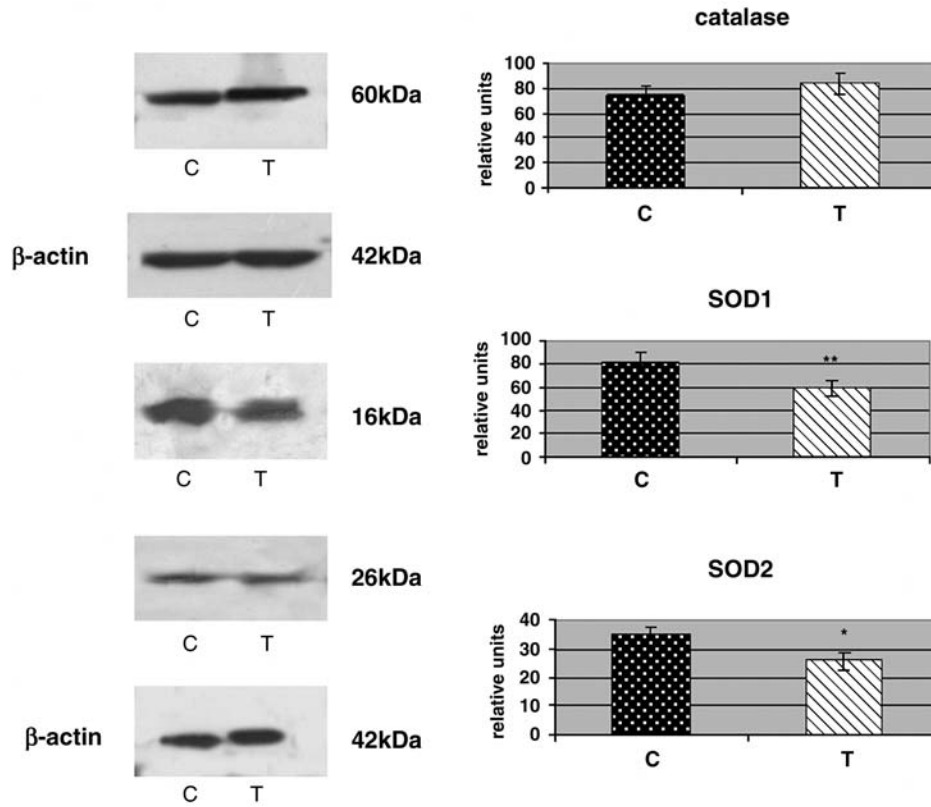 60kDa
C T
β-actin
42kDa
C T
16kDa
C T
26kDa
C T
β-actin
42kDa
C T
catalase
relative units
100
80
60
40
20
0
C T
SOD1
relative units
100
80
60
40
20
0
**
C T
SOD2
relative units
40
30
20
10
0
*
C T